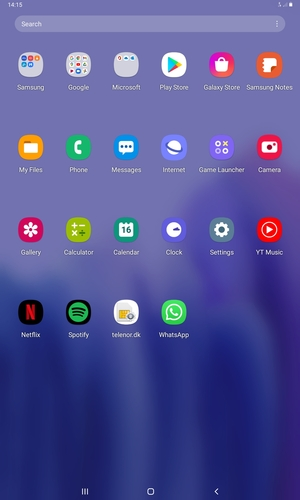 14:15
Search
Samsung Google Microsoft Play Store Galaxy Store Samsung Notes
My Files Phone Messages Internet Game Launcher Camera
16
Gallery Calculator Calendar Clock Settings YT Music
Netflix Spotify telenor.dk WhatsApp